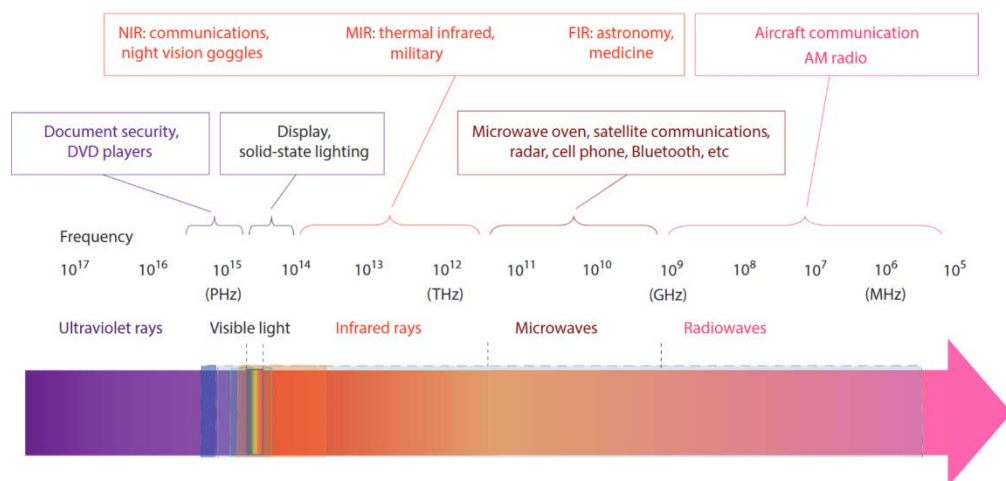 NIR: communications,
night vision goggles
MIR: thermal infrared,
military
FIR: astronomy,
medicine
Aircraft communication
AM radio
Document security,
DVD players
Display,
solid-state lighting
Microwave oven, satellite communications,
radar, cell phone, Bluetooth, etc
Frequency
10¹⁷ 10¹⁶ 10¹⁵ 10¹⁴ 10¹³ 10¹² 10¹¹ 10¹⁰ 10⁹ 10⁸ 10⁷ 10⁶ 10⁵
(PHz) (THz) (GHz) (MHz)
Ultraviolet rays Visible light Infrared rays Microwaves Radiowaves